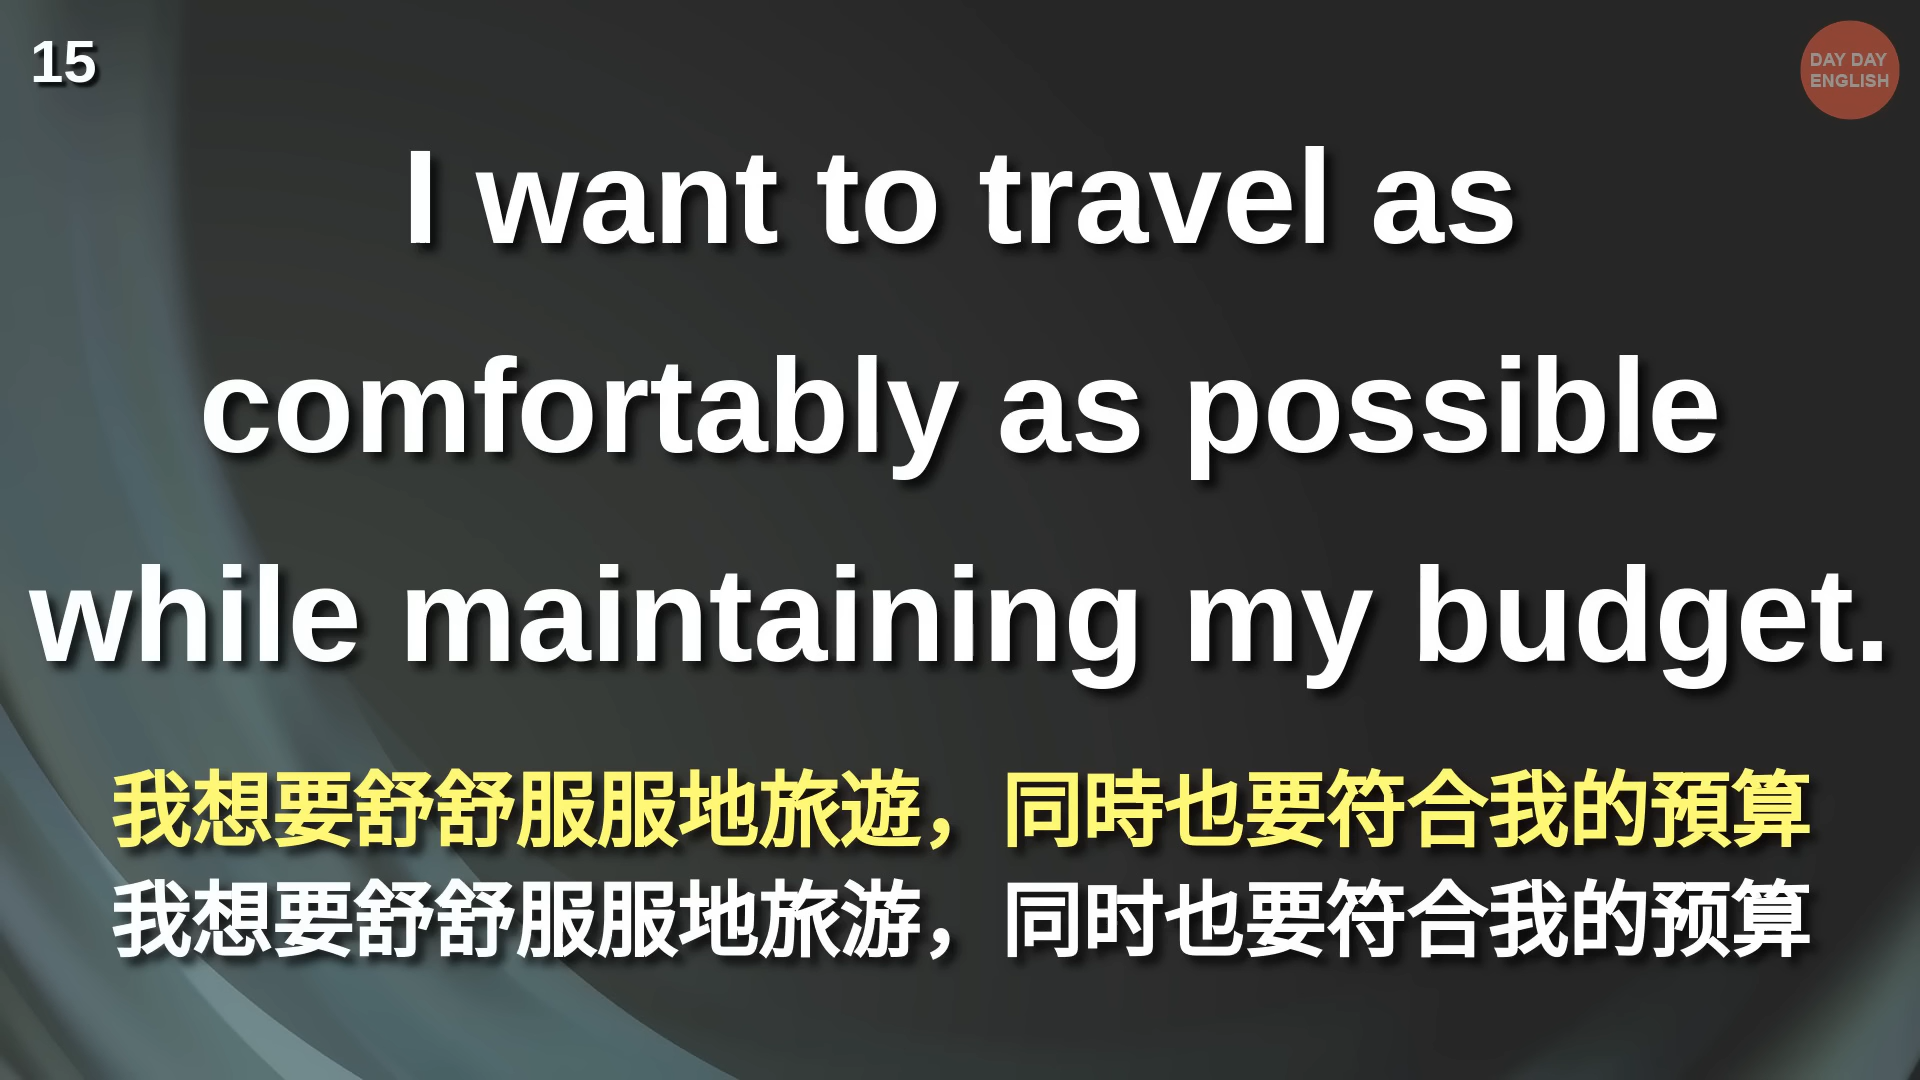 15
DAY DAY
ENGLISH
I want to travel as
comfortably as possible
while maintaining my budget.
我想要舒舒服服地旅遊，同時也要符合我的預算
我想要舒舒服服地旅游，同时也要符合我的预算